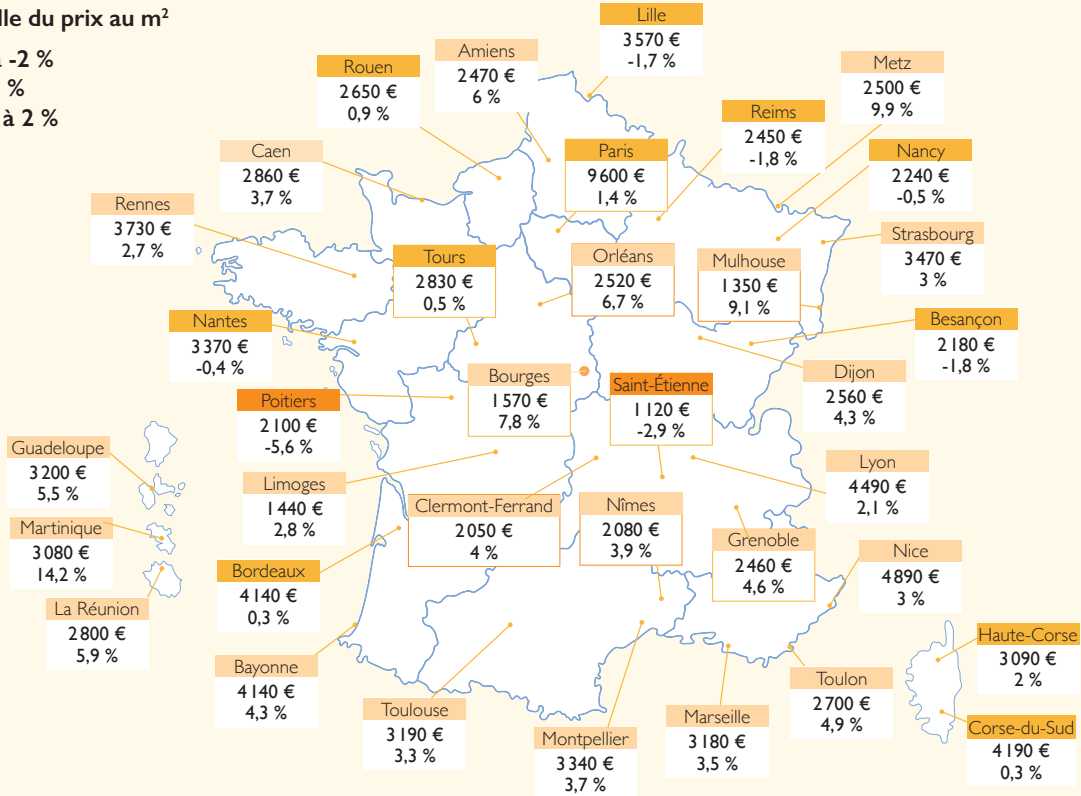 lle du prix au m²
-2 %
%
à 2 %
Lille
3 570 €
-1,7 %
Amiens
2 470 €
6 %
Rouen
2 650 €
0,9 %
Metz
2 500 €
9,9 %
Reims
2 450 €
-1,8 %
Caen
2 860 €
3,7 %
Paris
9 600 €
1,4 %
Nancy
2 240 €
-0,5 %
Rennes
3 730 €
2,7 %
Strasbourg
3 470 €
3 %
Tours
2 830 €
0,5 %
Orléans
2 520 €
6,7 %
Mulhouse
1 350 €
9,1 %
Nantes
3 370 €
-0,4 %
Besançon
2 180 €
-1,8 %
Bourges
1 570 €
7,8 %
Saint-Étienne
1 120 €
-2,9 %
Dijon
2 560 €
4,3 %
Poitiers
2 100 €
-5,6 %
Guadeloupe
3 200 €
5,5 %
Limoges
1 440 €
2,8 %
Lyon
4 490 €
2,1 %
Clermont-Ferrand
2 050 €
4 %
Nîmes
2 080 €
3,9 %
Martinique
3 080 €
14,2 %
Grenoble
2 460 €
4,6 %
Nice
4 890 €
3 %
Bordeaux
4 140 €
0,3 %
La Réunion
2 800 €
5,9 %
Haute-Corse
3 090 €
2 %
Bayonne
4 140 €
4,3 %
Toulon
2 700 €
4,9 %
Toulouse
3 190 €
3,3 %
Marseille
3 180 €
3,5 %
Corse-du-Sud
4 190 €
0,3 %
Montpellier
3 340 €
3,7 %